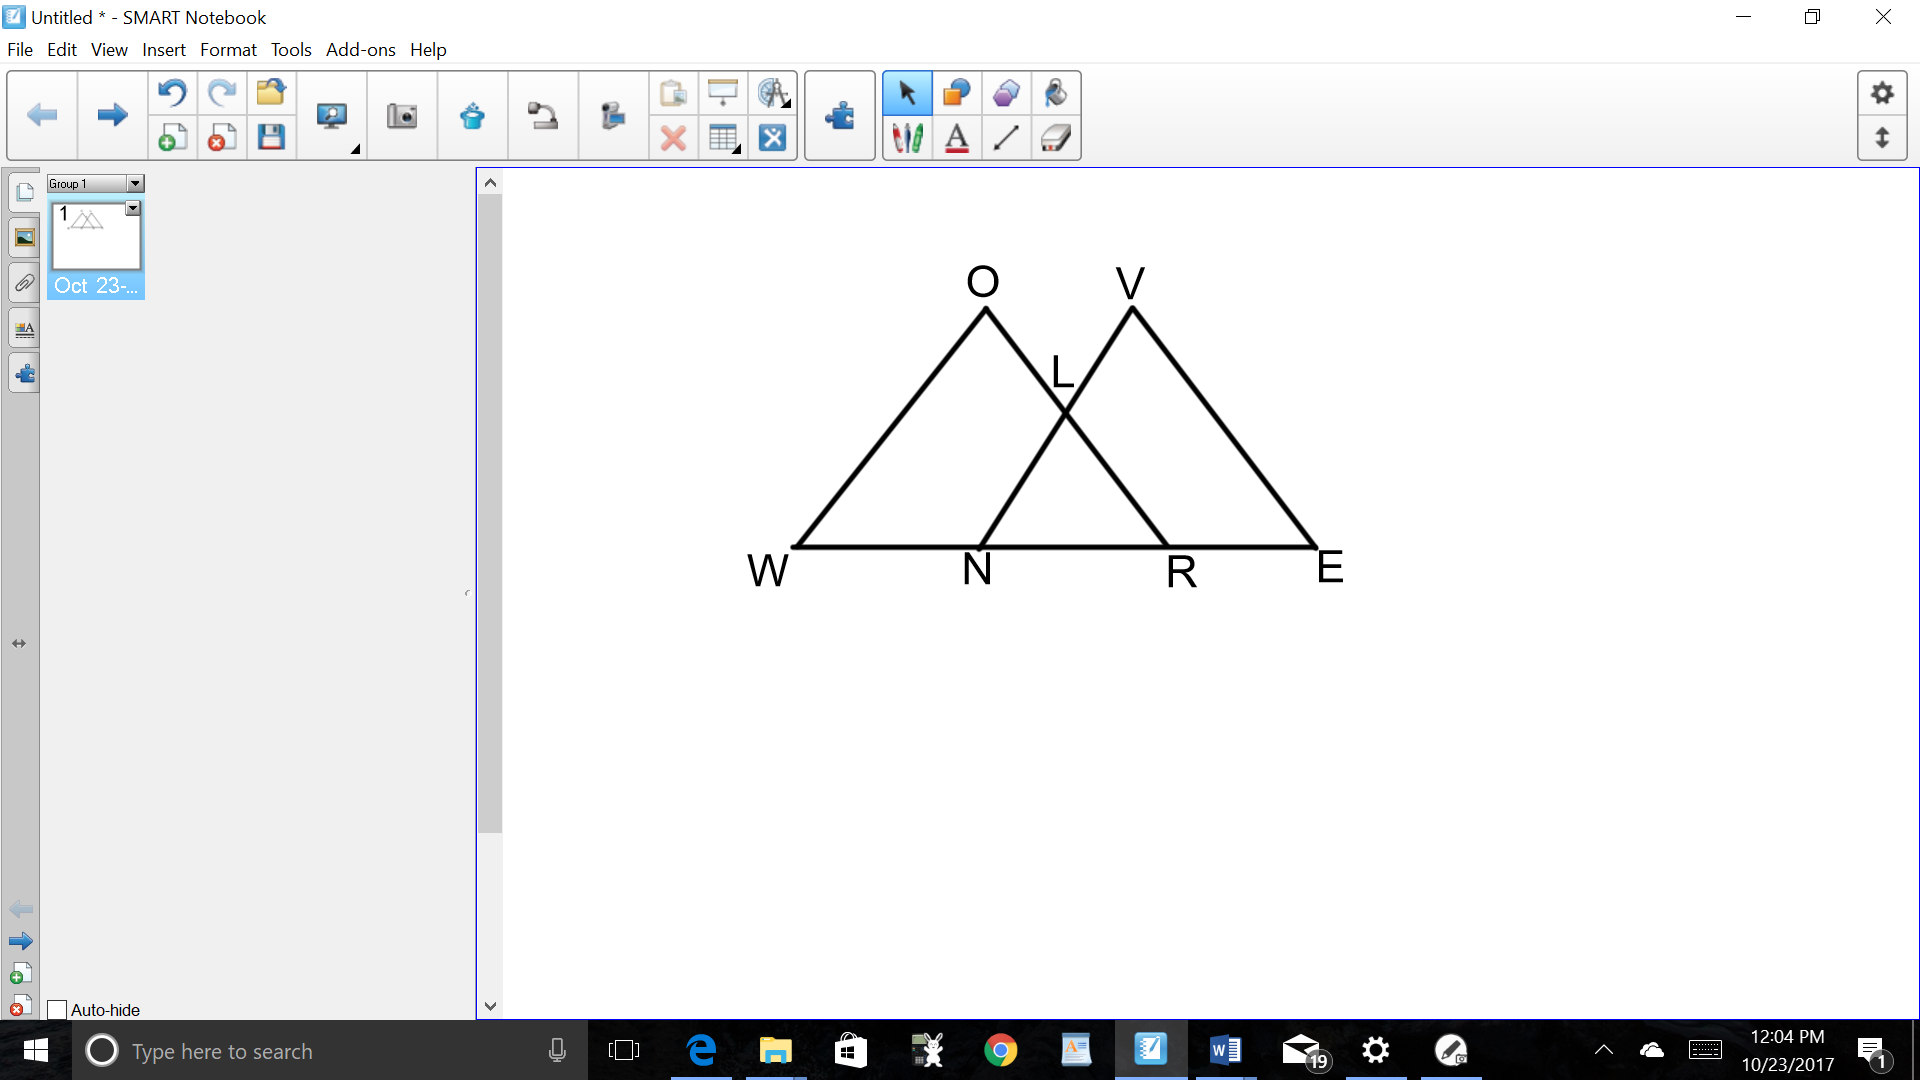 Untitled * - SMART Notebook
File Edit View Insert Format Tools Add-ons Help
Group 1
1
Oct 23-...
O V
L
W N R E
Auto-hide
Type here to search
19
12:04 PM
10/23/2017
1